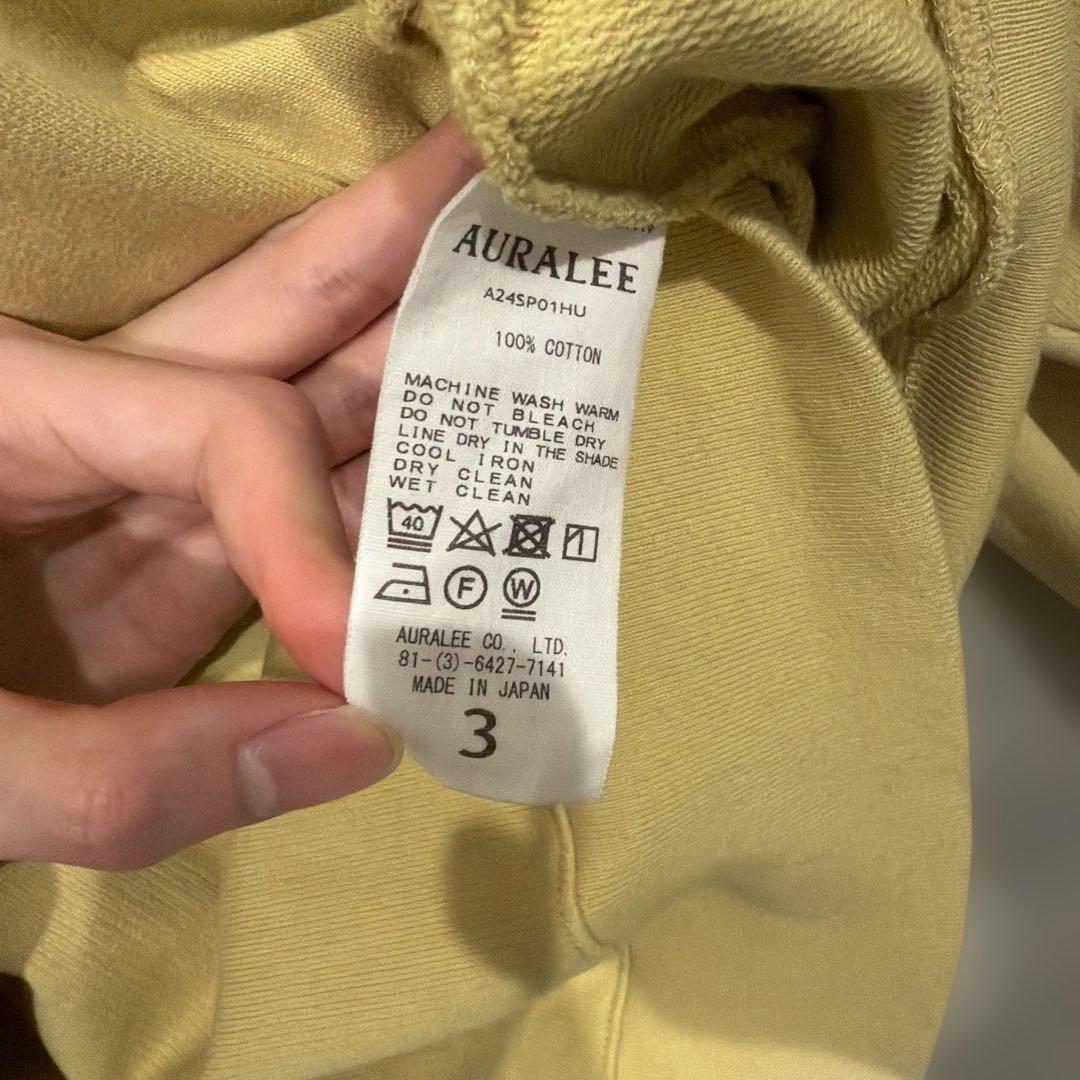 AURALEE
A24SP01HU
100% COTTON
MACHINE WASH WARM
DO NOT BLEACH
DO NOT TUMBLE DRY
LINE DRY IN THE SHADE
COOL IRON
DRY CLEAN
WET CLEAN
40
F W
AURALEE CO., LTD.
81-(3)-6427-7141
MADE IN JAPAN
3